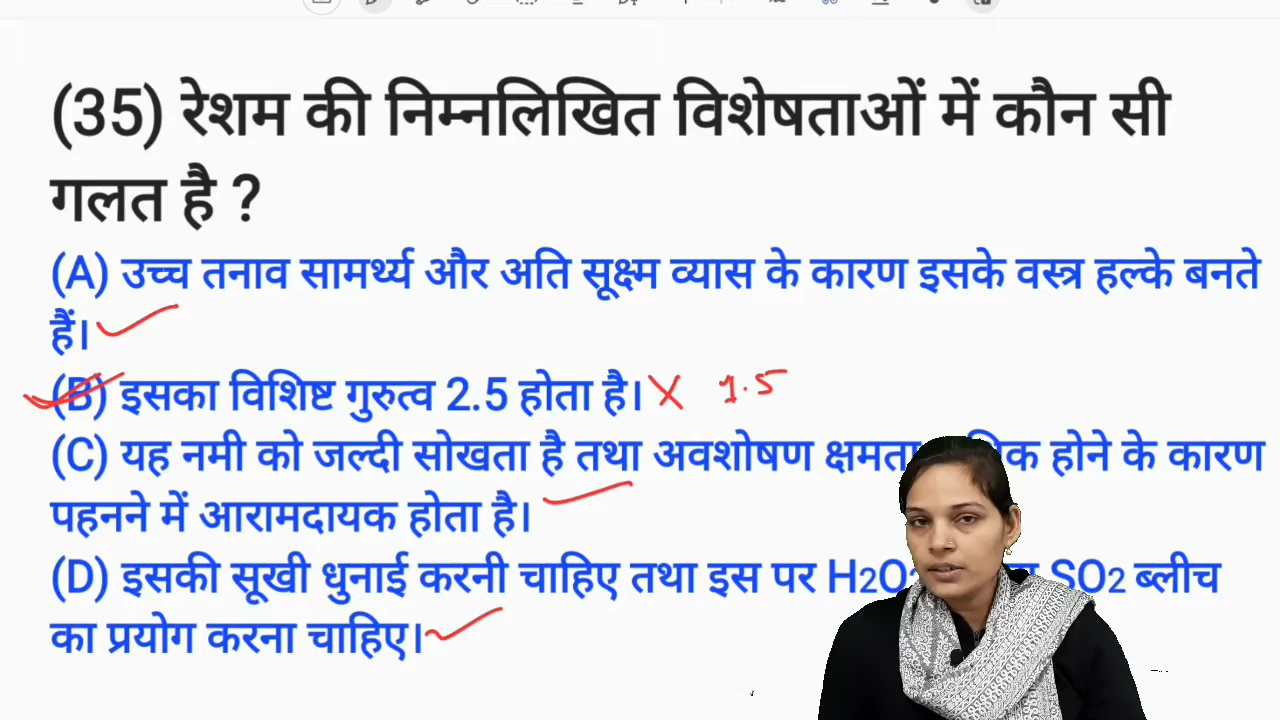 (35) रेशम की निम्नलिखित विशेषताओं में कौन सी
गलत है ?
(A) उच्च तनाव सामर्थ्य और अति सूक्ष्म व्यास के कारण इसके वस्त्र हल्के बनते
हैं।
(B) इसका विशिष्ट गुरुत्व 2.5 होता है। X 1.5
(C) यह नमी को जल्दी सोखता है तथा अवशोषण होने के कारण
पहनने में आरामदायक होता है।
(D) इसकी सूखी धुनाई करनी चाहिए तथा इस पर SO2 ब्लीच
का प्रयोग करना चाहिए।